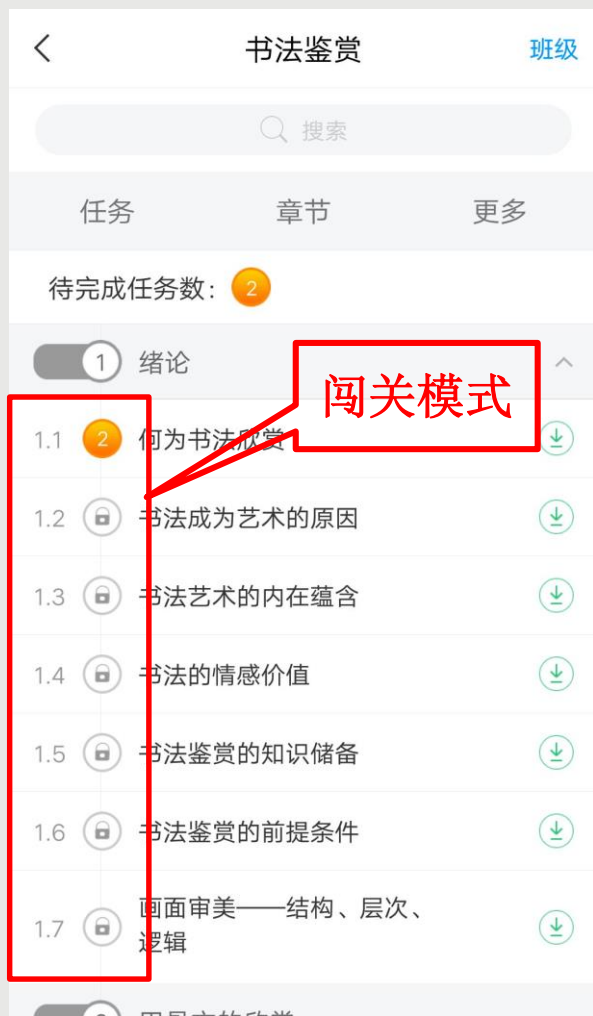 书法鉴赏 班级
搜索
任务 章节 更多
待完成任务数： 2
1 绪论
闯关模式
1.1 2 何为书法欣赏
1.2 书法成为艺术的原因
1.3 书法艺术的内在蕴含
1.4 书法的情感价值
1.5 书法鉴赏的知识储备
1.6 书法鉴赏的前提条件
1.7 画面审美——结构、层次、
逻辑